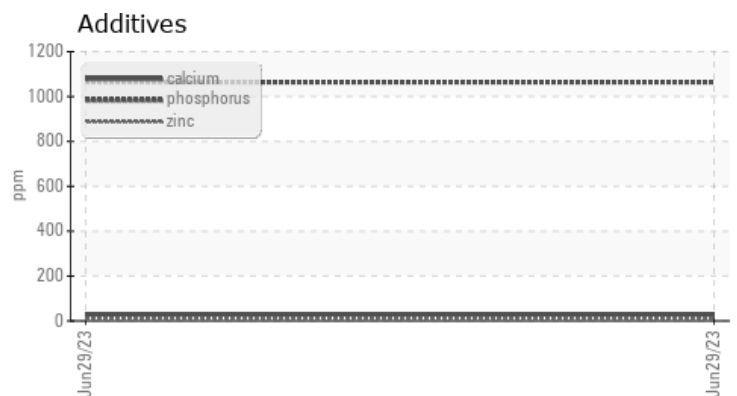 Additives
1200
1000
800
600
400
200
0
ppm
calcium
phosphorus
zinc
Jun29/23
Jun29/23